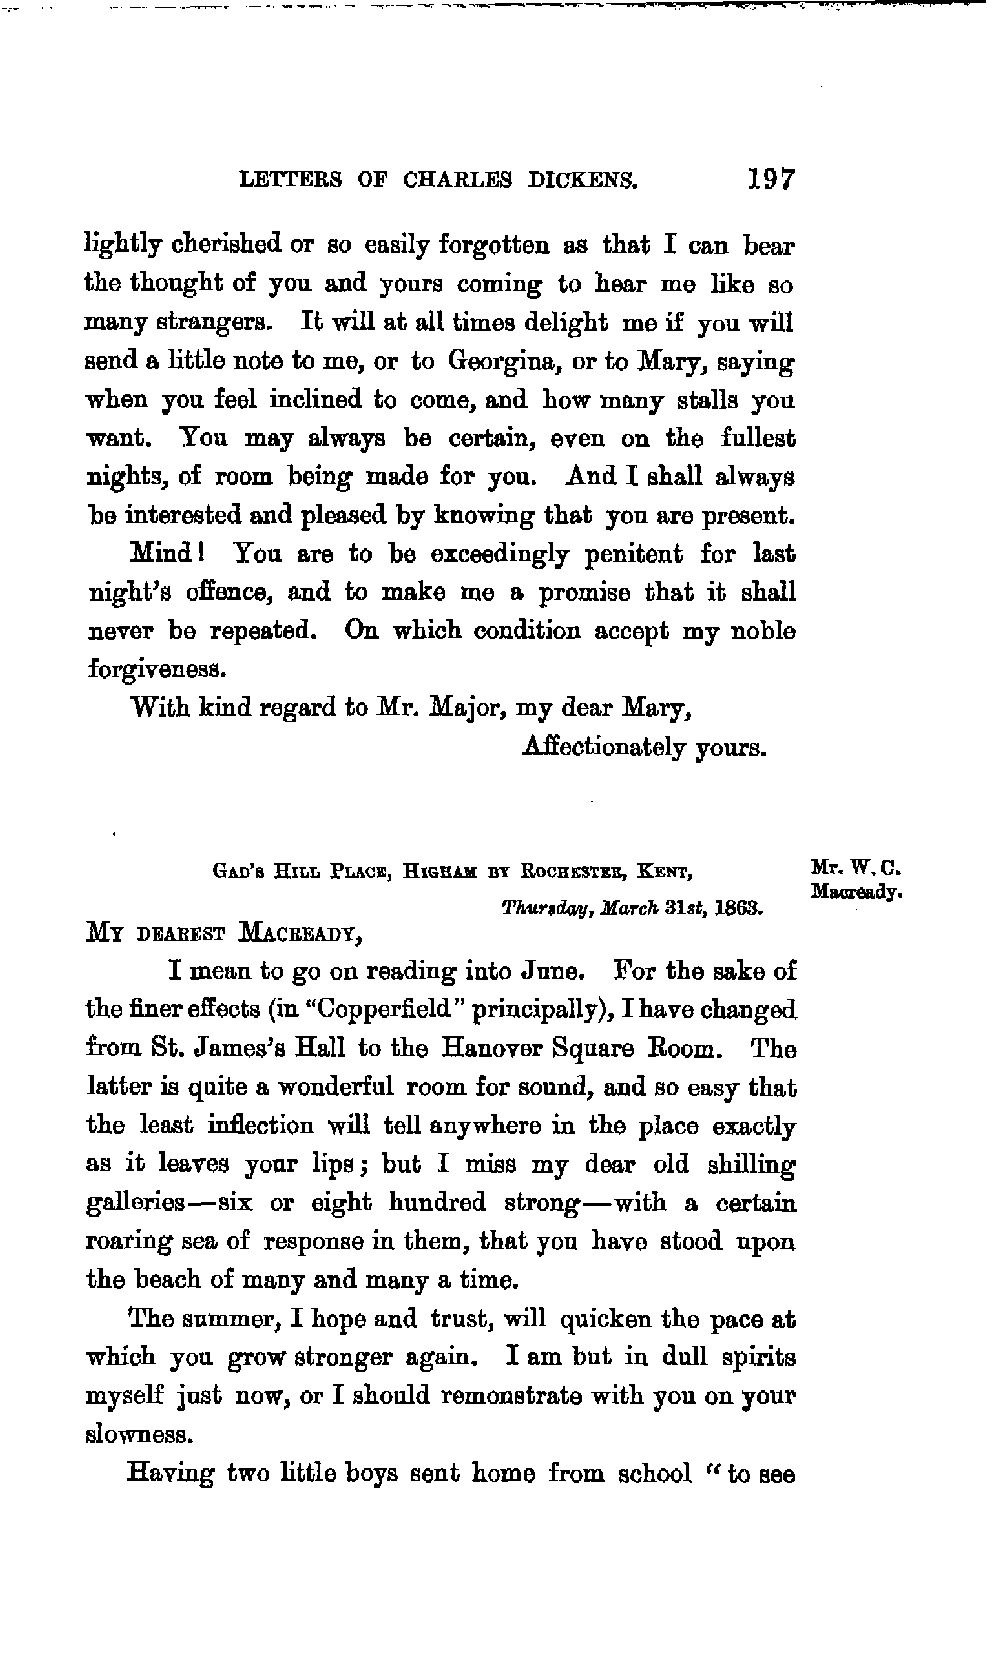 LETTERS OF CHARLES DICKENS. 197
lightly cherished or so easily forgotten as that I can bear
the thought of you and yours coming to hear me like so
many strangers. It will at all times delight me if you will
send a little note to me, or to Georgina, or to Mary, saying
when you feel inclined to come, and how many stalls you
want. You may always be certain, even on the fullest
nights, of room being made for you. And I shall always
be interested and pleased by knowing that you are present.
Mind! You are to be exceedingly penitent for last
night's offence, and to make me a promise that it shall
never be repeated. On which condition accept my noble
forgiveness.
With kind regard to Mr. Major, my dear Mary,
Affectionately yours.
GAD'S HILL PLACE, HIGHAM BY ROCHESTER, KENT,
Thursday, March 31st, 1863.
Mr. W. C.
Macready.
MY DEAREST MACREADY,
I mean to go on reading into June. For the sake of
the finer effects (in "Copperfield" principally), I have changed
from St. James's Hall to the Hanover Square Room. The
latter is quite a wonderful room for sound, and so easy that
the least inflection will tell anywhere in the place exactly
as it leaves your lips; but I miss my dear old shilling
galleries—six or eight hundred strong—with a certain
roaring sea of response in them, that you have stood upon
the beach of many and many a time.
The summer, I hope and trust, will quicken the pace at
which you grow stronger again. I am but in dull spirits
myself just now, or I should remonstrate with you on your
slowness.
Having two little boys sent home from school "to see